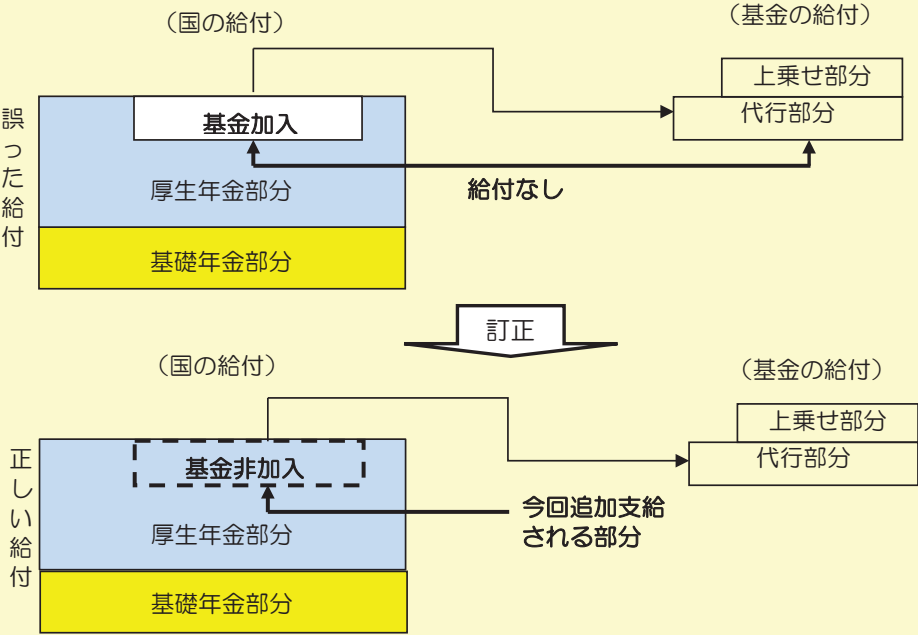 （国の給付）
（基金の給付）
誤った給付
基金加入
上乗せ部分
代行部分
給付なし
厚生年金部分
基礎年金部分
訂正
（国の給付）
（基金の給付）
正しい給付
基金非加入
上乗せ部分
代行部分
今回追加支給
される部分
厚生年金部分
基礎年金部分